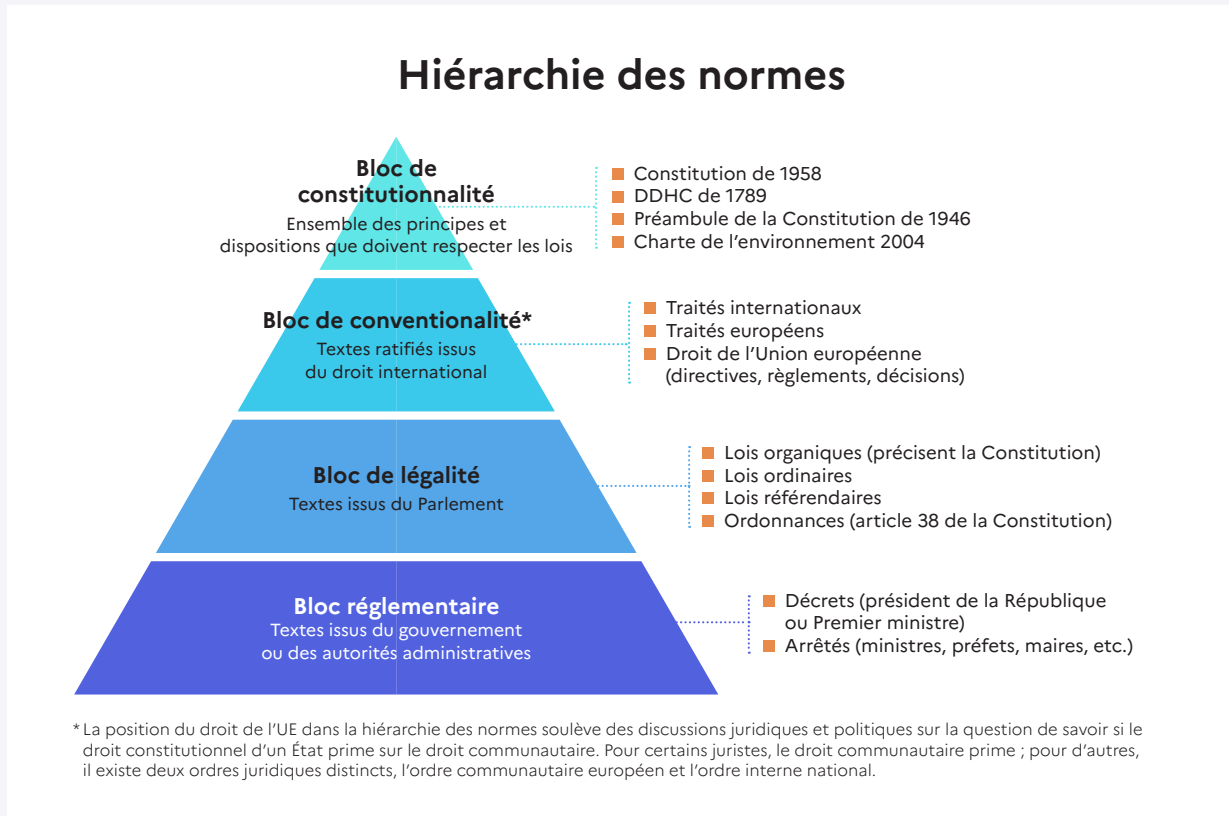 Hiérarchie des normes
Bloc de
constitutionnalité
Ensemble des principes et
dispositions que doivent respecter les lois
Constitution de 1958
DDHC de 1789
Préambule de la Constitution de 1946
Charte de l’environnement 2004
Bloc de conventionalité*
Textes ratifiés issus
du droit international
Traités internationaux
Traités européens
Droit de l’Union européenne
(directives, règlements, décisions)
Bloc de légalité
Textes issus du Parlement
Lois organiques (précisent la Constitution)
Lois ordinaires
Lois référendaires
Ordonnances (article 38 de la Constitution)
Bloc réglementaire
Textes issus du gouvernement
ou des autorités administratives
Décrets (président de la République
ou Premier ministre)
Arrêtés (ministres, préfets, maires, etc.)
* La position du droit de l’UE dans la hiérarchie des normes soulève des discussions juridiques et politiques sur la question de savoir si le
droit constitutionnel d’un État prime sur le droit communautaire. Pour certains juristes, le droit communautaire prime ; pour d’autres,
il existe deux ordres juridiques distincts, l’ordre communautaire européen et l’ordre interne national.